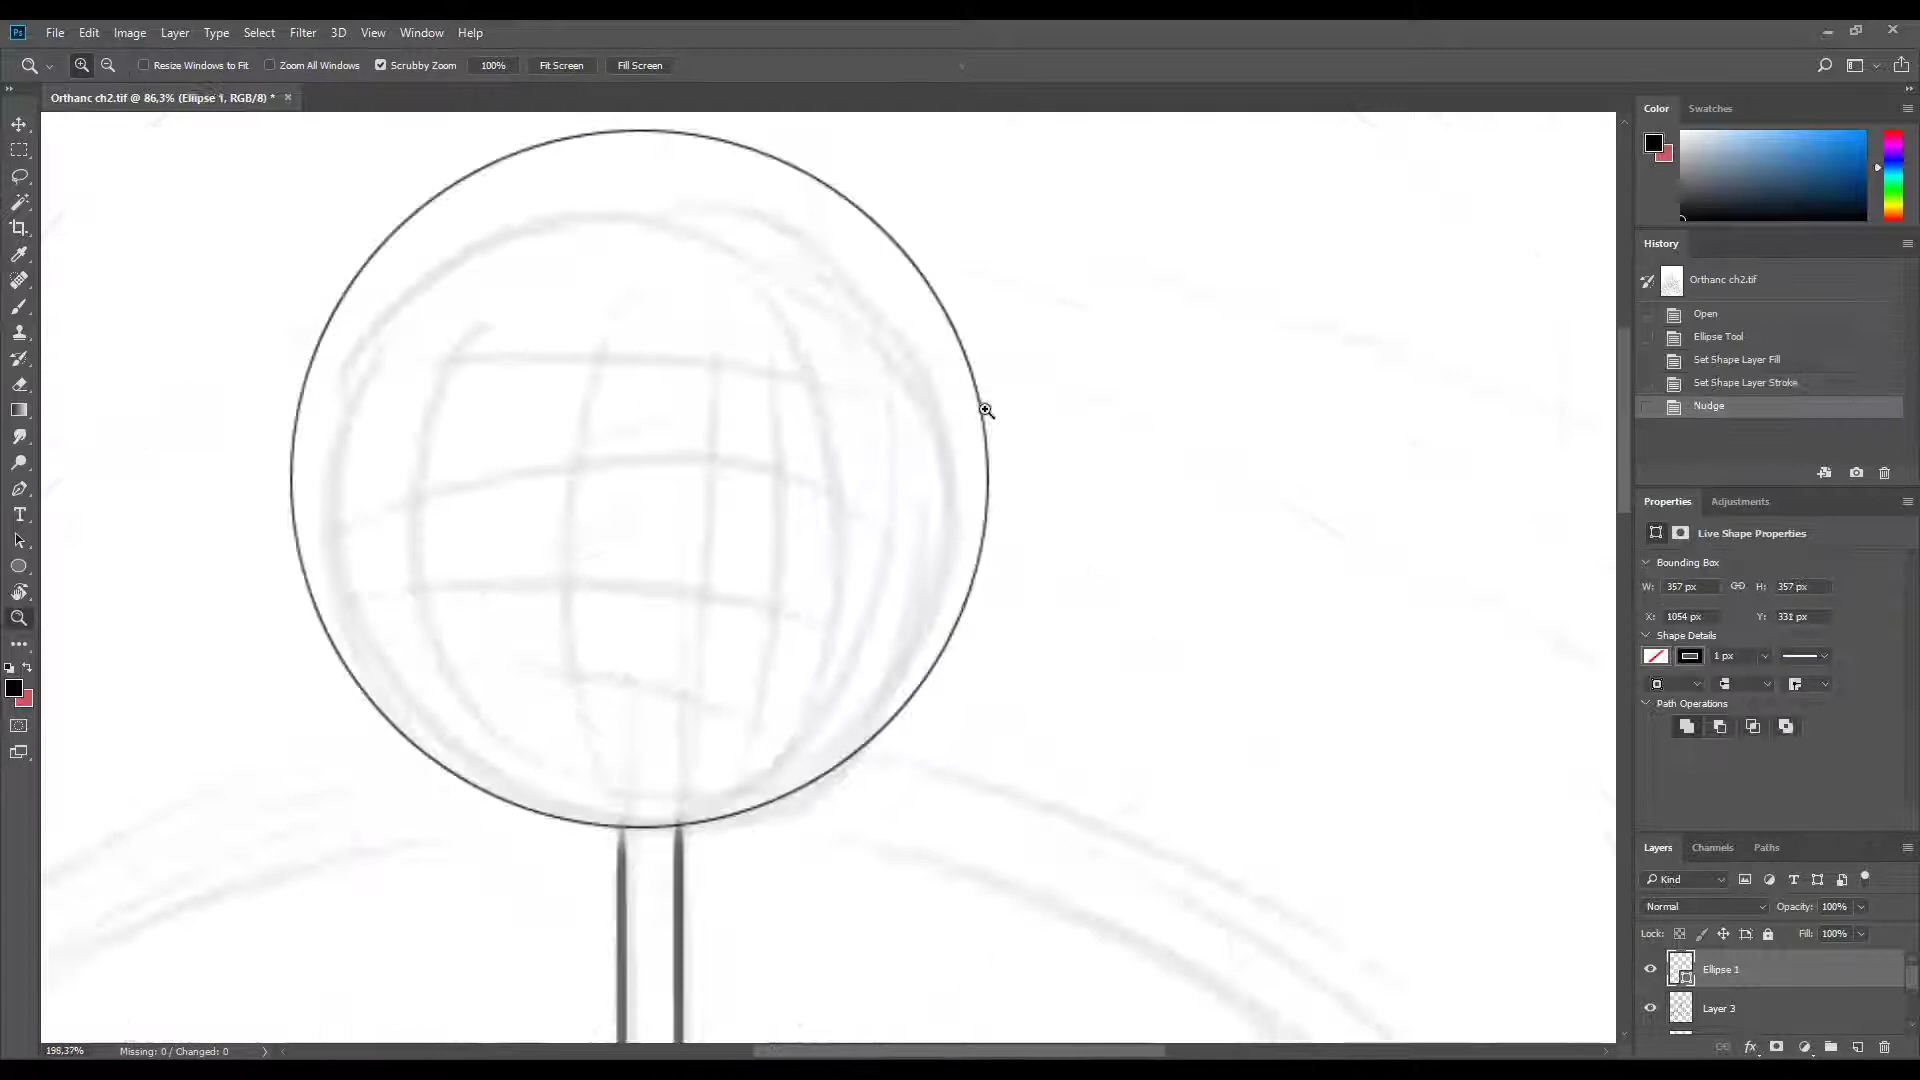 Ps File Edit Image Layer Type Select Filter 3D View Window Help
Resize Windows to Fit Zoom All Windows Scrubby Zoom 100% Fit Screen Fill Screen
Orthanc ch2.tif @ 86,3% (Ellipse 1, RGB/8) *
Color Swatches
History
Orthanc ch2.tif
Open
Ellipse Tool
Set Shape Layer Fill
Set Shape Layer Stroke
Nudge
Properties Adjustments
Live Shape Properties
Bounding Box
W: 357 px H: 357 px
X: 1054 px Y: 331 px
Shape Details
1 px
Path Operations
Layers Channels Paths
Kind
Normal Opacity: 100%
Lock: Fill: 100%
Ellipse 1
Layer 3
fx
198,37% Missing: 0 / Changed: 0